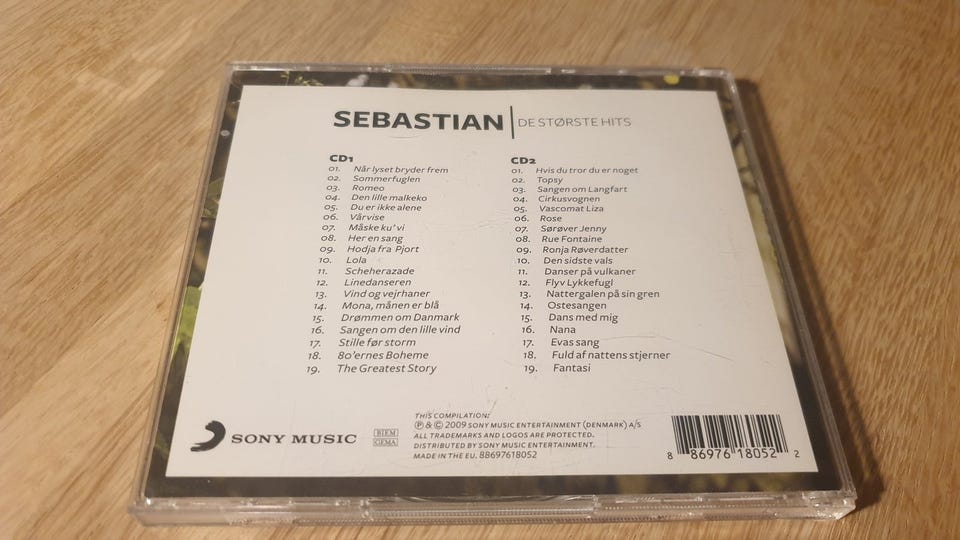 SEBASTIAN | DE STØRSTE HITS
CD1
01. Når lyset bryder frem
02. Sommerfuglen
03. Romeo
04. Den lille malkeko
05. Du er ikke alene
06. Vårvise
07. Måske ku' vi
08. Her en sang
09. Hodja fra Pjort
10. Lola
11. Scheherazade
12. Linedanseren
13. Vind og vejrhaner
14. Mona, månen er blå
15. Drømmen om Danmark
16. Sangen om den lille vind
17. Stille før storm
18. 80'ernes Boheme
19. The Greatest Story
CD2
01. Hvis du tror du er noget
02. Topsy
03. Sangen om Langfart
04. Cirkusvognen
05. Vascomat Liza
06. Rose
07. Sørøver Jenny
08. Rue Fontaine
09. Ronja Røverdatter
10. Den sidste vals
11. Danser på vulkaner
12. Flyv Lykkefugl
13. Nattergalen på sin gren
14. Ostesangen
15. Dans med mig
16. Nana
17. Evas sang
18. Fuld af nattens stjerner
19. Fantasi
SONY MUSIC
BIEM
GEMA
THIS COMPILATION:
℗ & © 2009 SONY MUSIC ENTERTAINMENT (DENMARK) A/S
ALL TRADEMARKS AND LOGOS ARE PROTECTED.
DISTRIBUTED BY SONY MUSIC ENTERTAINMENT.
MADE IN THE EU. 88697618052
8 86976 18052 2